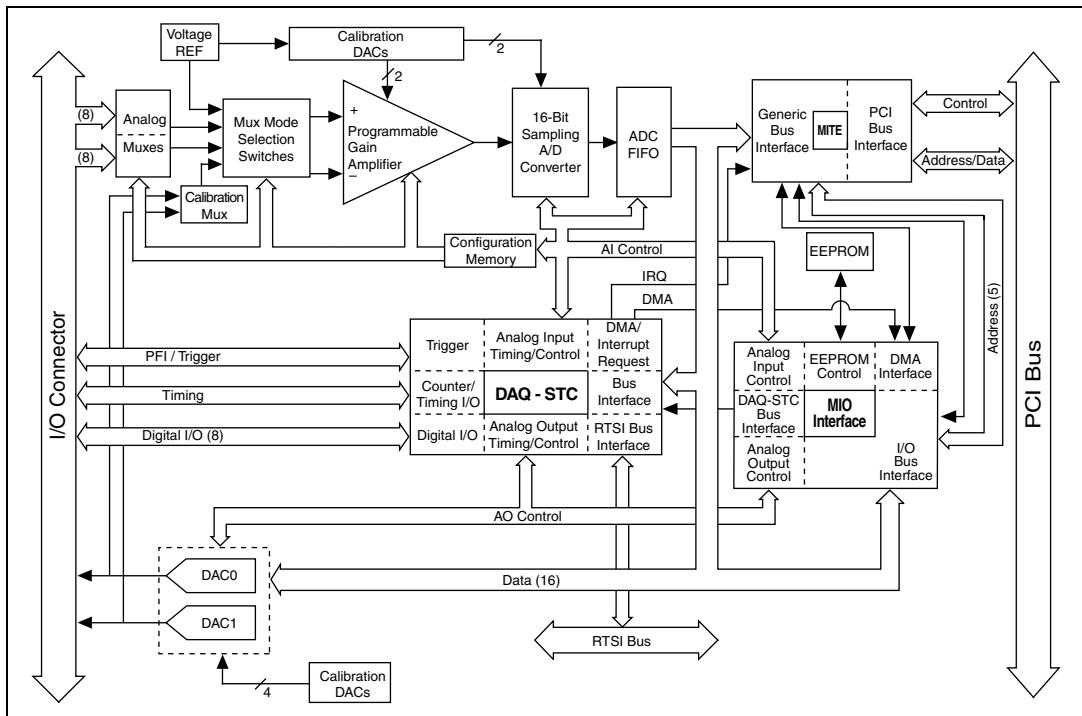 Voltage
REF
Calibration
DACs
2
2
(8)
(8)
Analog
Muxes
Mux Mode
Selection
Switches
Calibration
Mux
+
Programmable
Gain
Amplifier
−
16-Bit
Sampling
A/D
Converter
ADC
FIFO
Generic
Bus
Interface
MITE
PCI
Bus
Interface
Control
Address/Data
Configuration
Memory
AI Control
IRQ
DMA
EEPROM
Address (5)
I/O Connector
PCI Bus
PFI / Trigger
Timing
Digital I/O (8)
Trigger
Analog Input
Timing/Control
DMA/
Interrupt
Request
Counter/
Timing I/O
DAQ - STC
Bus
Interface
Digital I/O
Analog Output
Timing/Control
RTSI Bus
Interface
Analog
Input
Control
EEPROM
Control
DMA
Interface
DAQ-STC
Bus
Interface
MIO
Interface
Analog
Output
Control
I/O
Bus
Interface
AO Control
DAC0
DAC1
Data (16)
RTSI Bus
4
Calibration
DACs